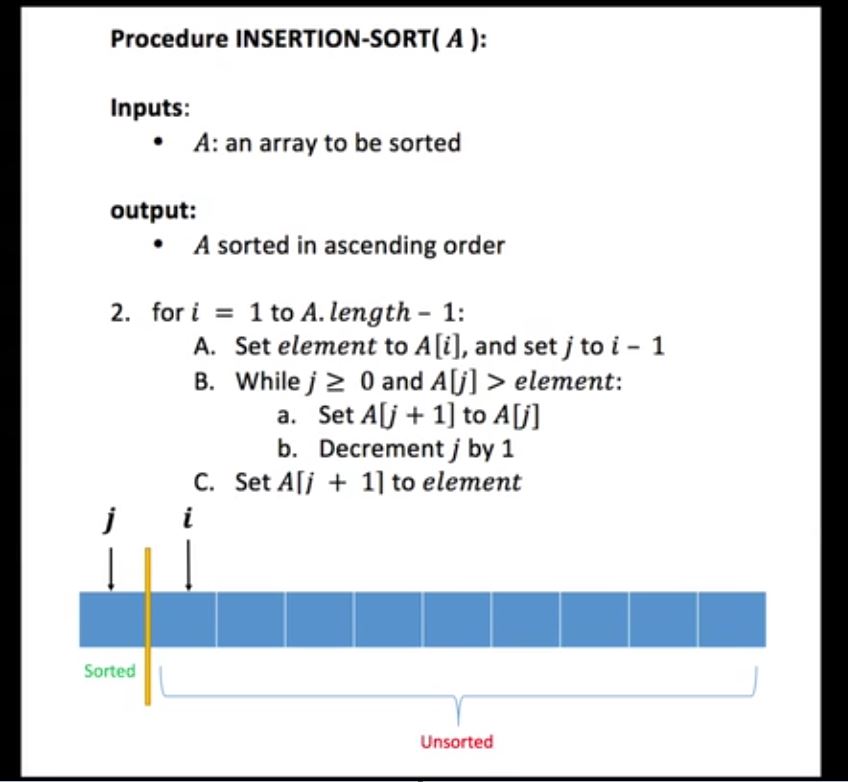 Procedure INSERTION-SORT( A ):
Inputs:
• A: an array to be sorted
output:
• A sorted in ascending order
2. for i = 1 to A.length – 1:
A. Set element to A[i], and set j to i – 1
B. While j ≥ 0 and A[j] > element:
a. Set A[j + 1] to A[j]
b. Decrement j by 1
C. Set A[j + 1] to element
j i
Sorted
Unsorted